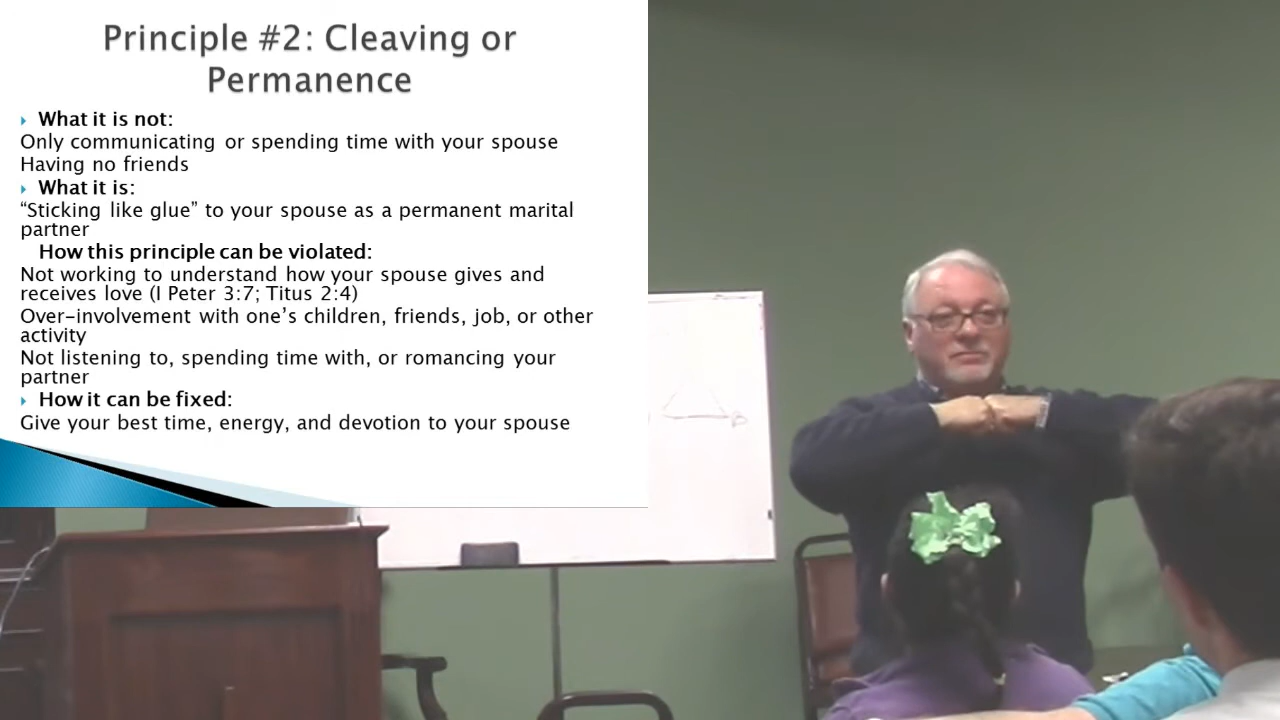 Principle #2: Cleaving or
Permanence
What it is not:
Only communicating or spending time with your spouse
Having no friends
What it is:
“Sticking like glue” to your spouse as a permanent marital
partner
How this principle can be violated:
Not working to understand how your spouse gives and
receives love (I Peter 3:7; Titus 2:4)
Over-involvement with one’s children, friends, job, or other
activity
Not listening to, spending time with, or romancing your
partner
How it can be fixed:
Give your best time, energy, and devotion to your spouse